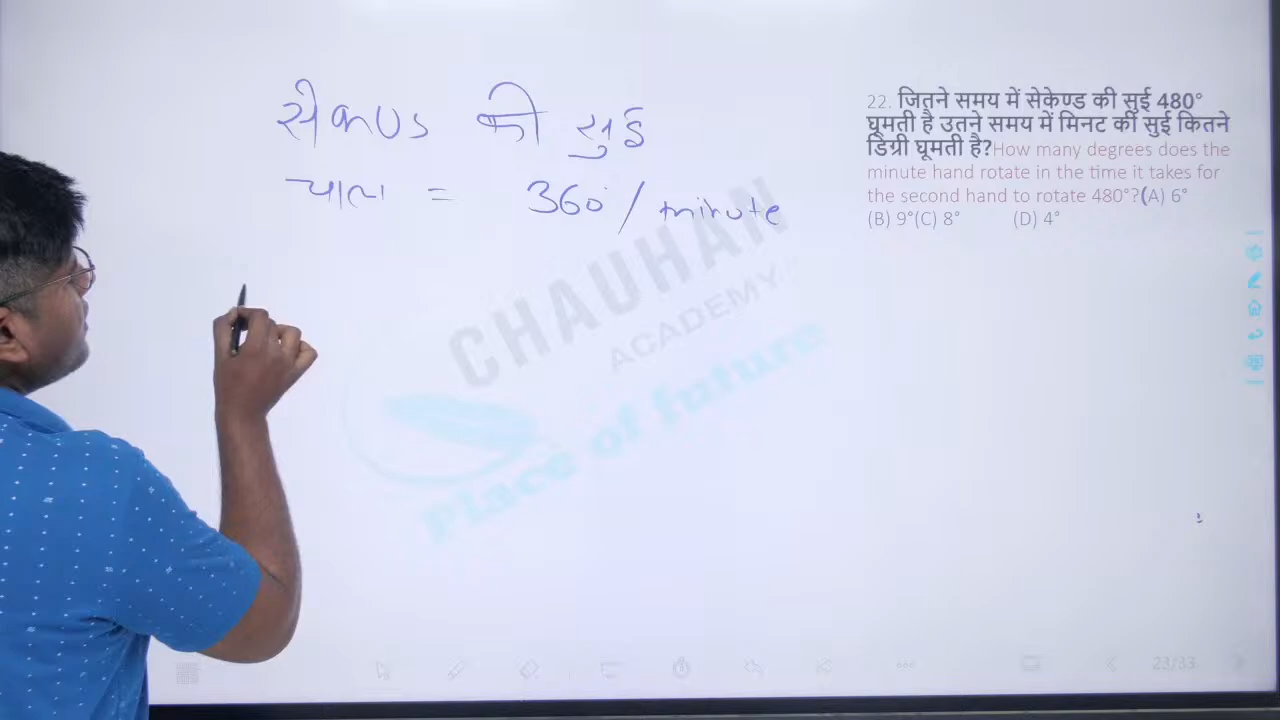 सेकण्ड की सुई
चाल = 360°/minute
22. जितने समय में सेकेण्ड की सुई 480°
घूमती है उतने समय में मिनट की सुई कितने
डिग्री घूमती है?How many degrees does the
minute hand rotate in the time it takes for
the second hand to rotate 480°?(A) 6°
(B) 9°(C) 8° (D) 4°
CHAUHAN
ACADEMY
Place of future
23/33